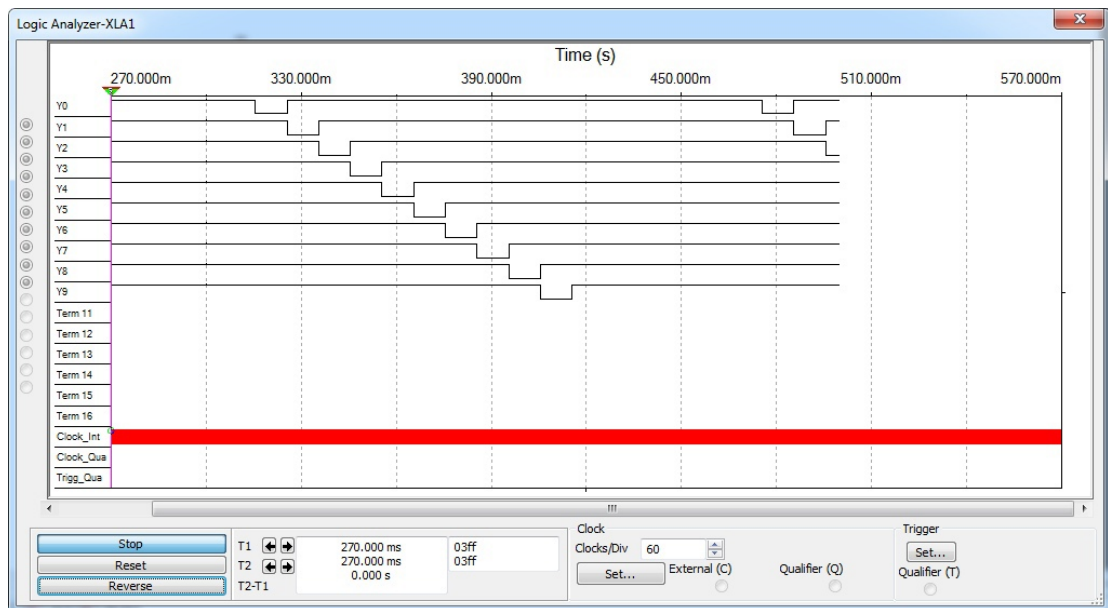 Logic Analyzer-XLA1
Time (s)
270.000m 330.000m 390.000m 450.000m 510.000m 570.000m
Y0
Y1
Y2
Y3
Y4
Y5
Y6
Y7
Y8
Y9
Term 11
Term 12
Term 13
Term 14
Term 15
Term 16
Clock_Int
Clock_Qua
Trigg_Qua
Stop
Reset
Reverse
T1 270.000 ms 03ff
T2 270.000 ms 03ff
T2-T1 0.000 s
Clock
Clocks/Div 60
Set... External (C) Qualifier (Q)
Trigger
Set...
Qualifier (T)